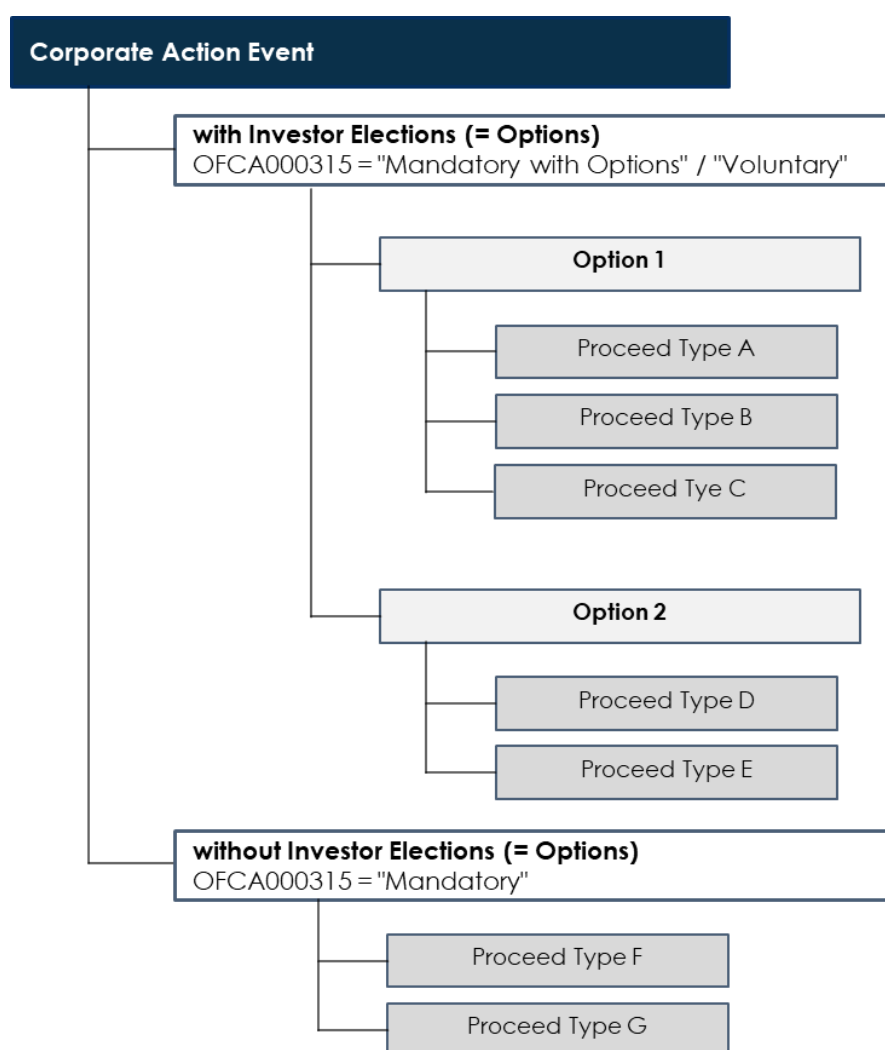 Corporate Action Event
with Investor Elections (= Options)
OFCA000315 = "Mandatory with Options" / "Voluntary"
Option 1
Proceed Type A
Proceed Type B
Proceed Tye C
Option 2
Proceed Type D
Proceed Type E
without Investor Elections (= Options)
OFCA000315 = "Mandatory"
Proceed Type F
Proceed Type G